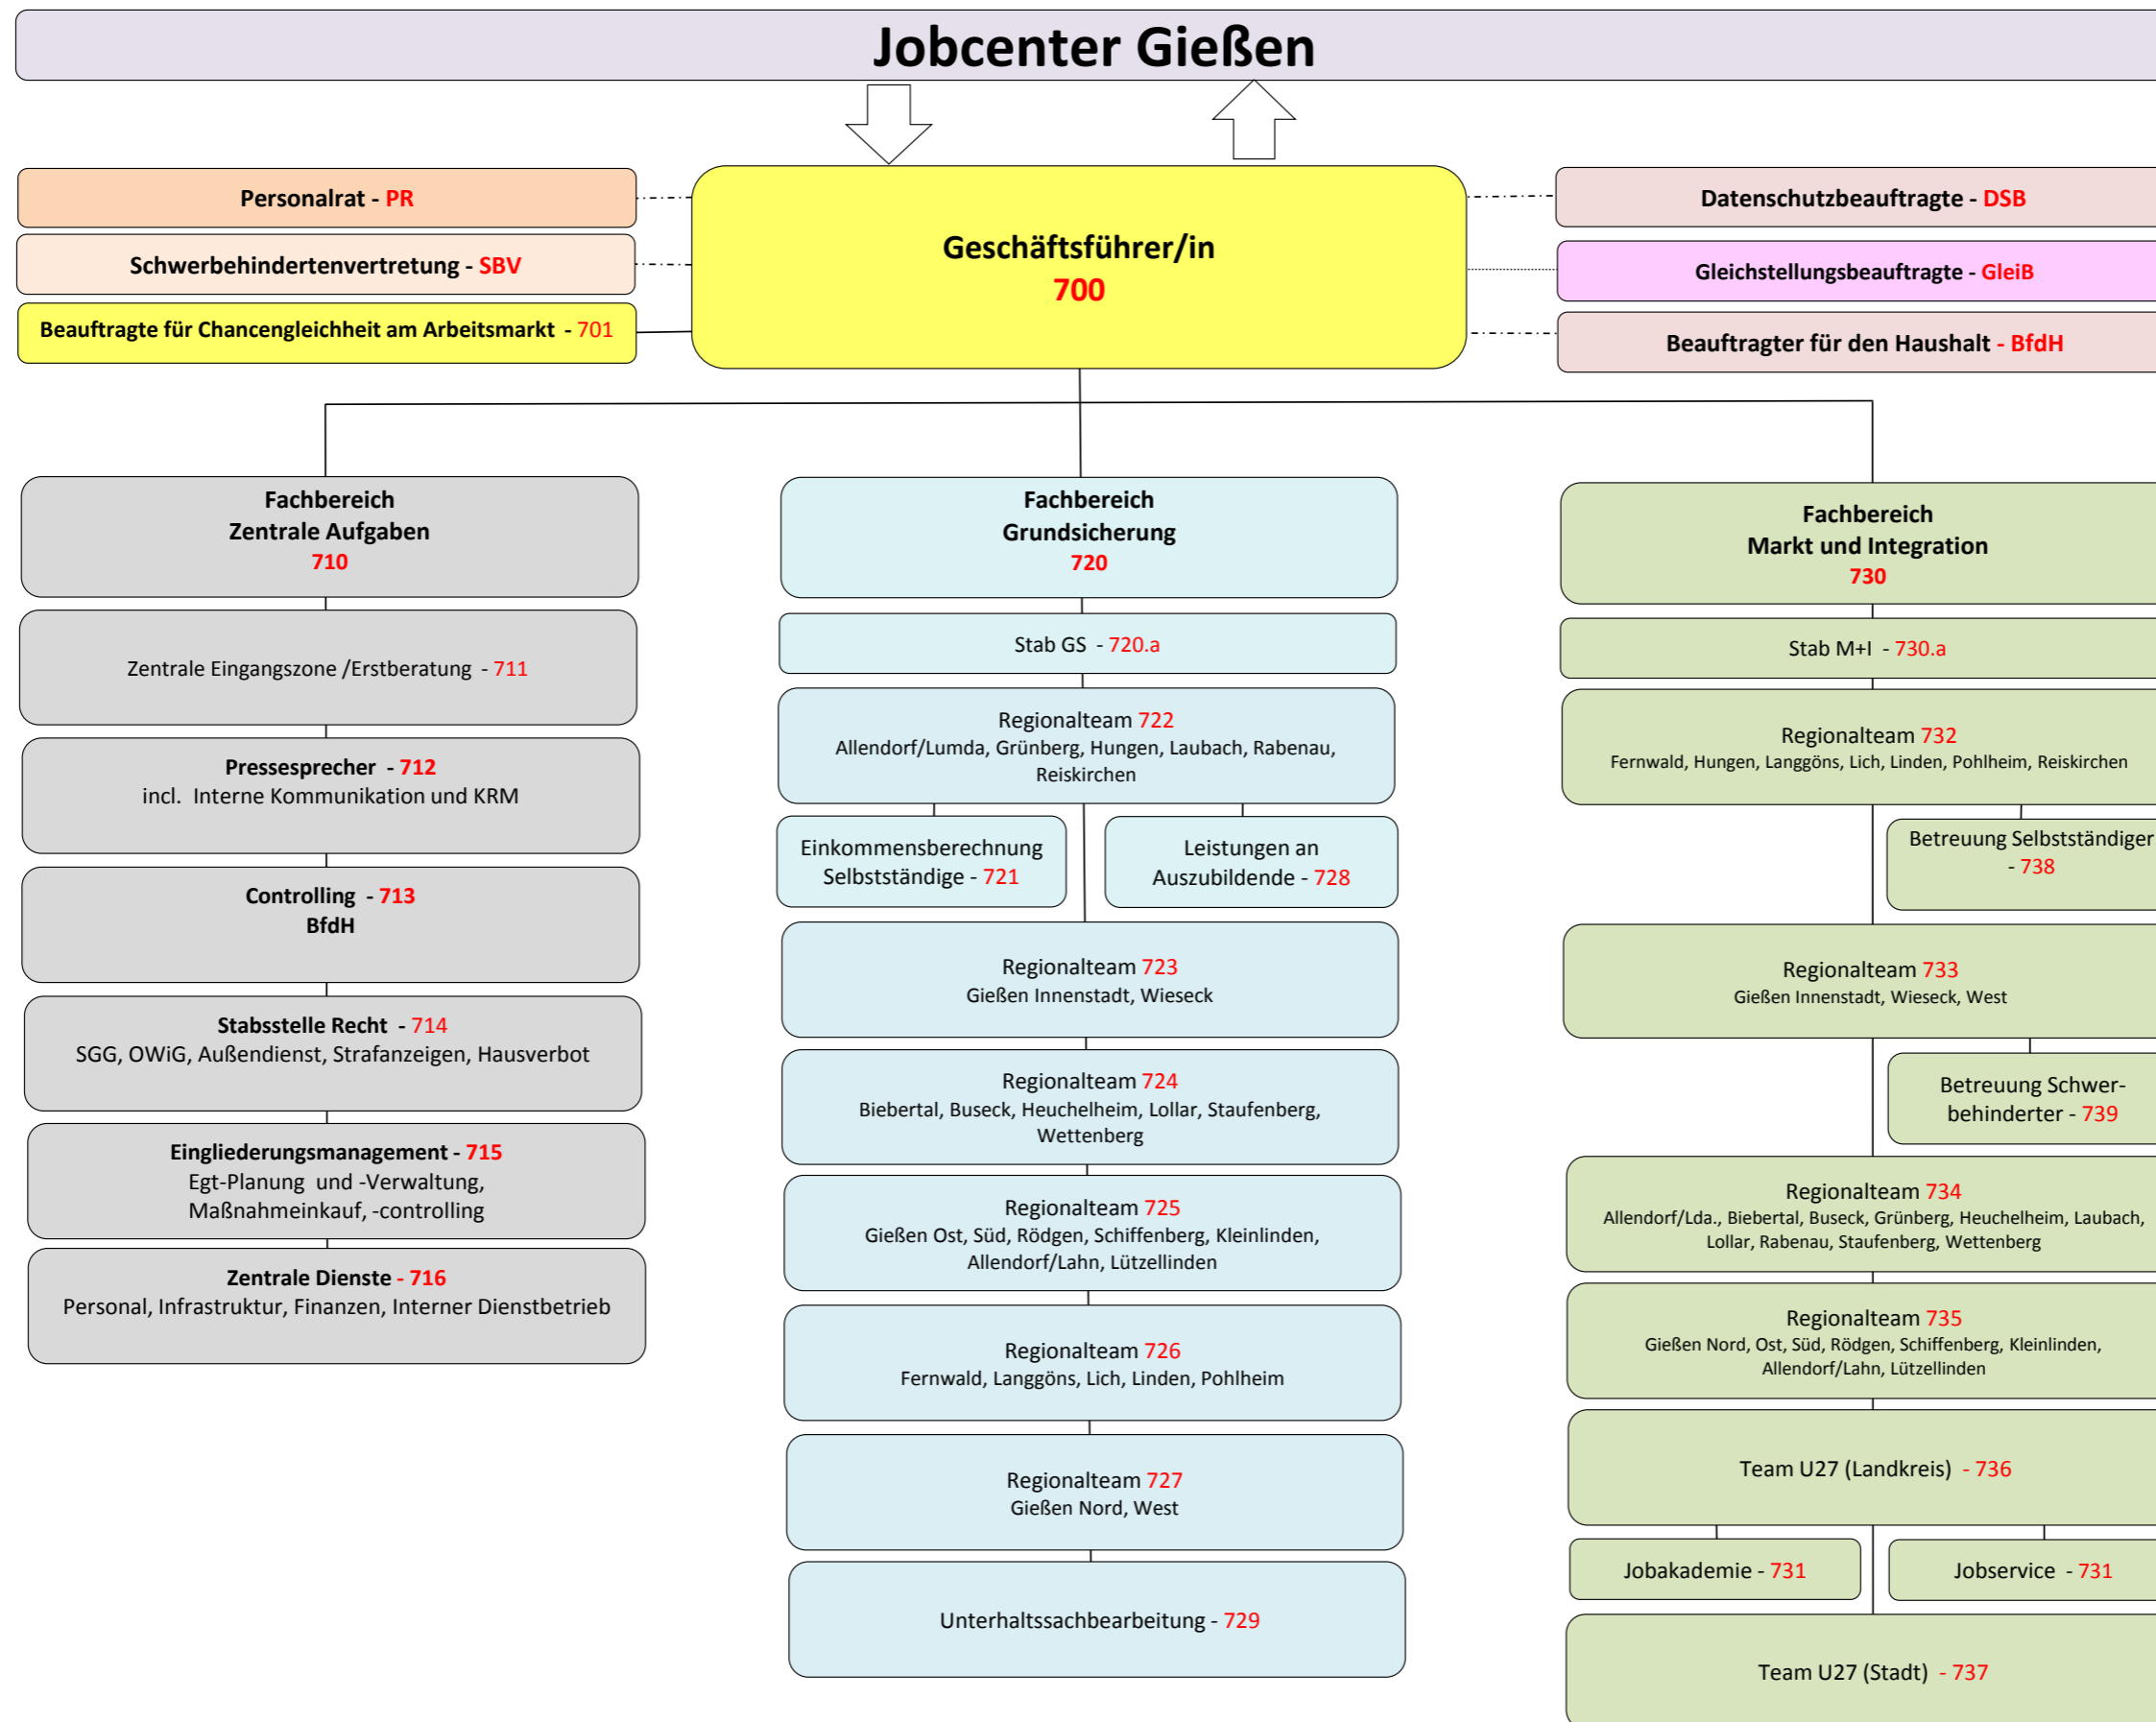 Jobcenter Gießen
Personalrat - PR
Schwerbehindertenvertretung - SBV
Beauftragte für Chancengleichheit am Arbeitsmarkt - 701
Geschäftsführer/in
700
Datenschutzbeauftragte - DSB
Gleichstellungsbeauftragte - GleiB
Beauftragter für den Haushalt - BfdH
Fachbereich
Zentrale Aufgaben
710
Zentrale Eingangszone /Erstberatung - 711
Pressesprecher - 712
incl. Interne Kommunikation und KRM
Controlling - 713
BfdH
Stabsstelle Recht - 714
SGG, OWiG, Außendienst, Strafanzeigen, Hausverbot
Eingliederungsmanagement - 715
Egt-Planung und -Verwaltung,
Maßnahmeinkauf, -controlling
Zentrale Dienste - 716
Personal, Infrastruktur, Finanzen, Interner Dienstbetrieb
Fachbereich
Grundsicherung
720
Stab GS - 720.a
Regionalteam 722
Allendorf/Lumda, Grünberg, Hungen, Laubach, Rabenau,
Reiskirchen
Einkommensberechnung
Selbstständige - 721
Leistungen an
Auszubildende - 728
Regionalteam 723
Gießen Innenstadt, Wieseck
Regionalteam 724
Biebertal, Buseck, Heuchelheim, Lollar, Staufenberg,
Wettenberg
Regionalteam 725
Gießen Ost, Süd, Rödgen, Schiffenberg, Kleinlinden,
Allendorf/Lahn, Lützellinden
Regionalteam 726
Fernwald, Langgöns, Lich, Linden, Pohlheim
Regionalteam 727
Gießen Nord, West
Unterhaltssachbearbeitung - 729
Fachbereich
Markt und Integration
730
Stab M+I - 730.a
Regionalteam 732
Fernwald, Hungen, Langgöns, Lich, Linden, Pohlheim, Reiskirchen
Betreuung Selbstständiger
- 738
Regionalteam 733
Gießen Innenstadt, Wieseck, West
Betreuung Schwer-
behinderter - 739
Regionalteam 734
Allendorf/Lda., Biebertal, Buseck, Grünberg, Heuchelheim, Laubach,
Lollar, Rabenau, Staufenberg, Wettenberg
Regionalteam 735
Gießen Nord, Ost, Süd, Rödgen, Schiffenberg, Kleinlinden,
Allendorf/Lahn, Lützellinden
Team U27 (Landkreis) - 736
Jobakademie - 731
Jobservice - 731
Team U27 (Stadt) - 737